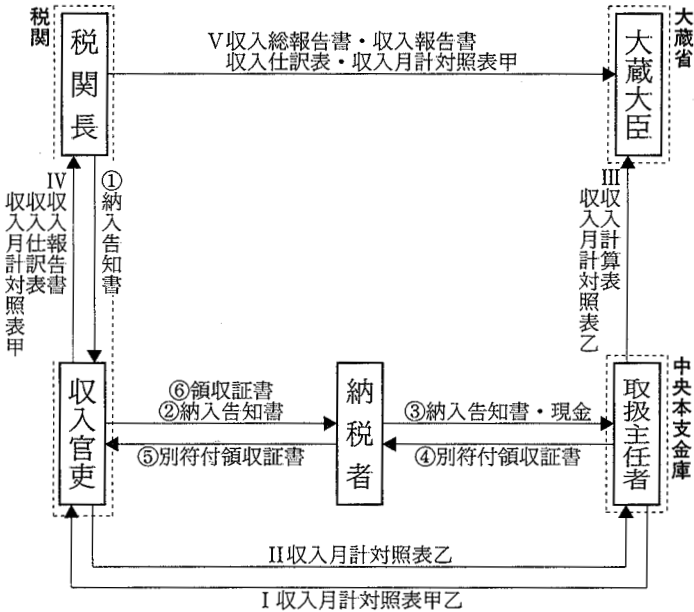 税関
税関長
Ⅴ収入総報告書・収入報告書
収入仕訳表・収入月計対照表甲
大蔵大臣
大蔵省
①納入告知書
Ⅳ収入報告書
収入仕訳表
収入月計対照表甲
Ⅲ収入計算表
収入月計対照表乙
収入官吏
⑥領収証書
②納入告知書
⑤別符付領収証書
納税者
③納入告知書・現金
④別符付領収証書
取扱主任者
中央本支金庫
Ⅱ収入月計対照表乙
Ⅰ収入月計対照表甲乙